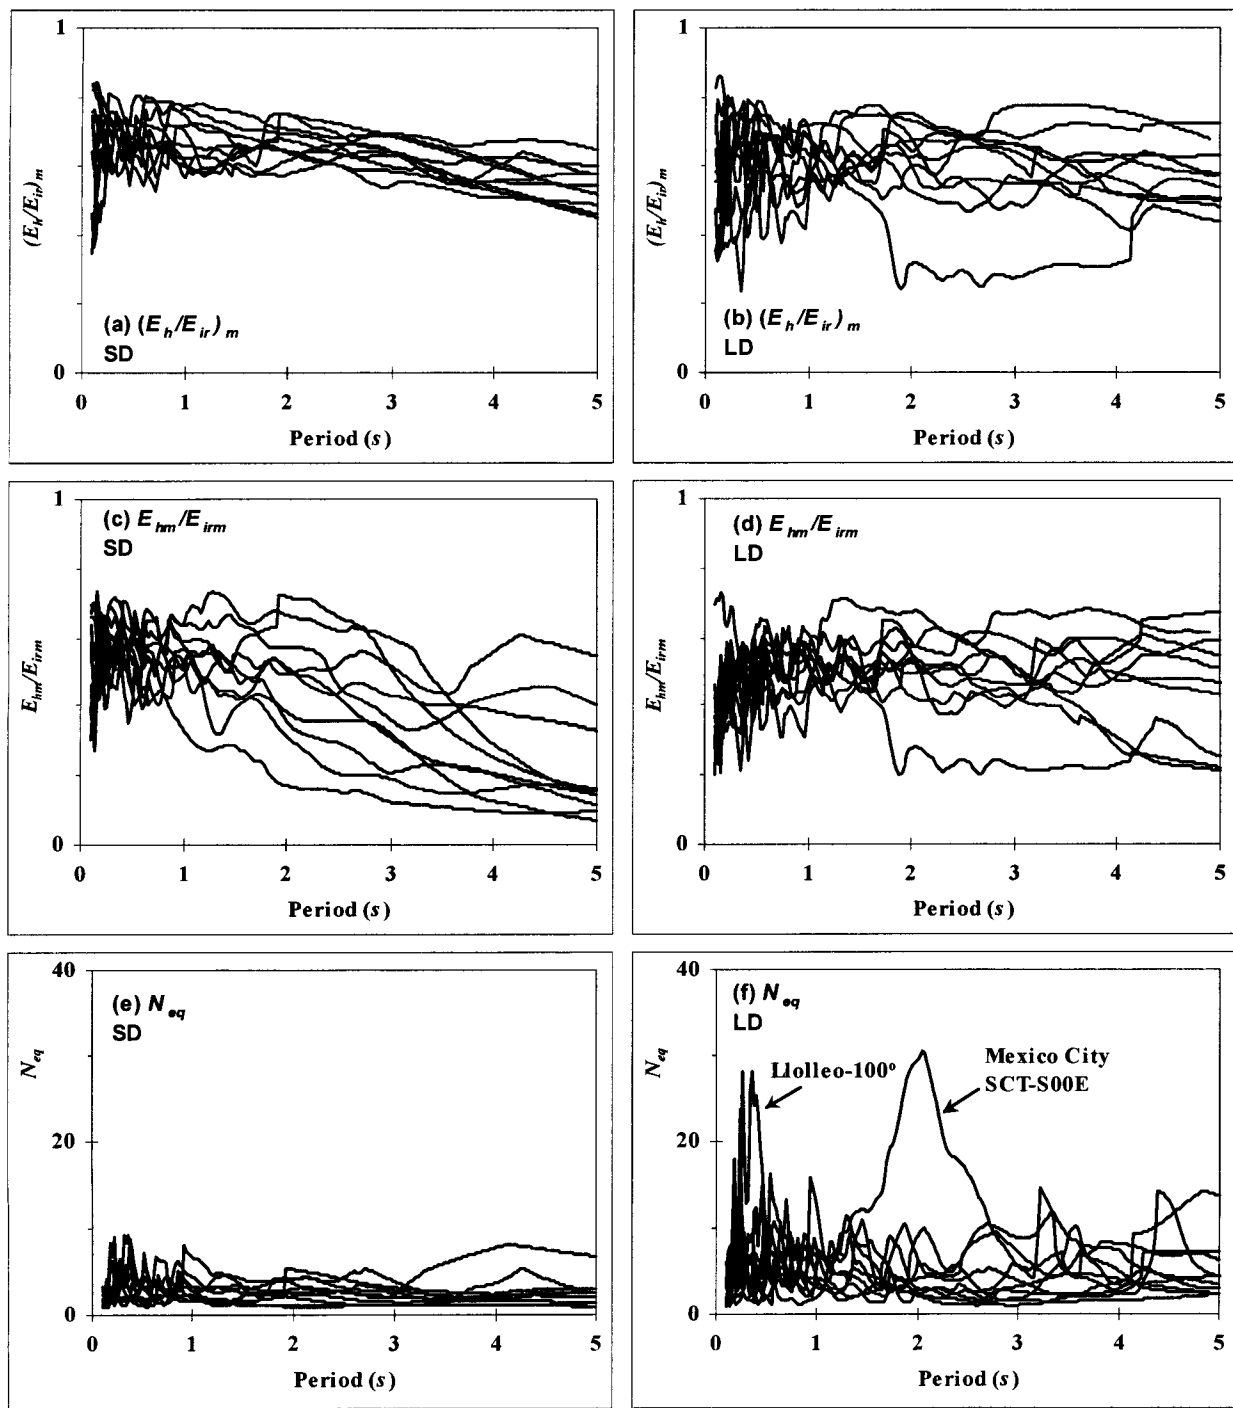 1
(E_h/E_ir)_m
(a) (E_h/E_ir)_m
SD
0
0 1 2 3 4 5
Period (s)
1
(E_h/E_ir)_m
(b) (E_h/E_ir)_m
LD
0
0 1 2 3 4 5
Period (s)
1
(c) E_hm/E_irm
SD
E_hm/E_irm
0
0 1 2 3 4 5
Period (s)
1
(d) E_hm/E_irm
LD
E_hm/E_irm
0
0 1 2 3 4 5
Period (s)
40
(e) N_eq
SD
N_eq
20
0
0 1 2 3 4 5
Period (s)
40
(f) N_eq
LD
N_eq
Llolleo-100°
Mexico City
SCT-S00E
20
0
0 1 2 3 4 5
Period (s)